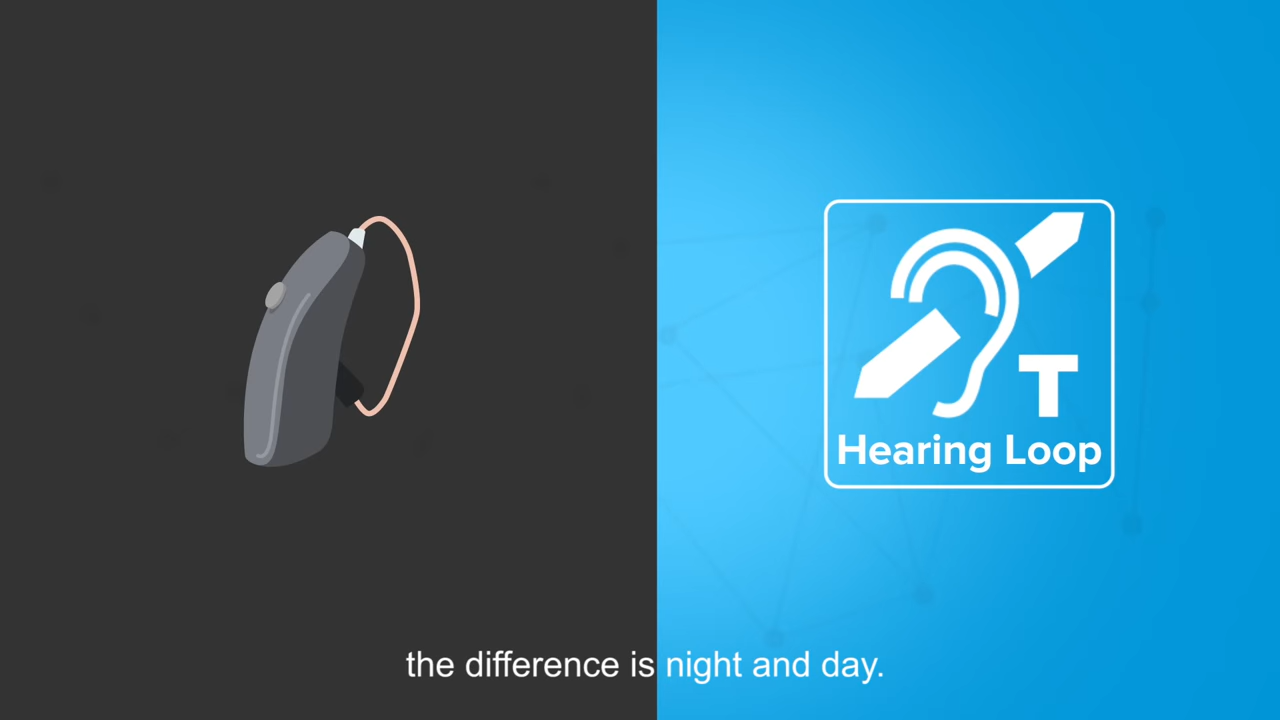 T
Hearing Loop
the difference is night and day.